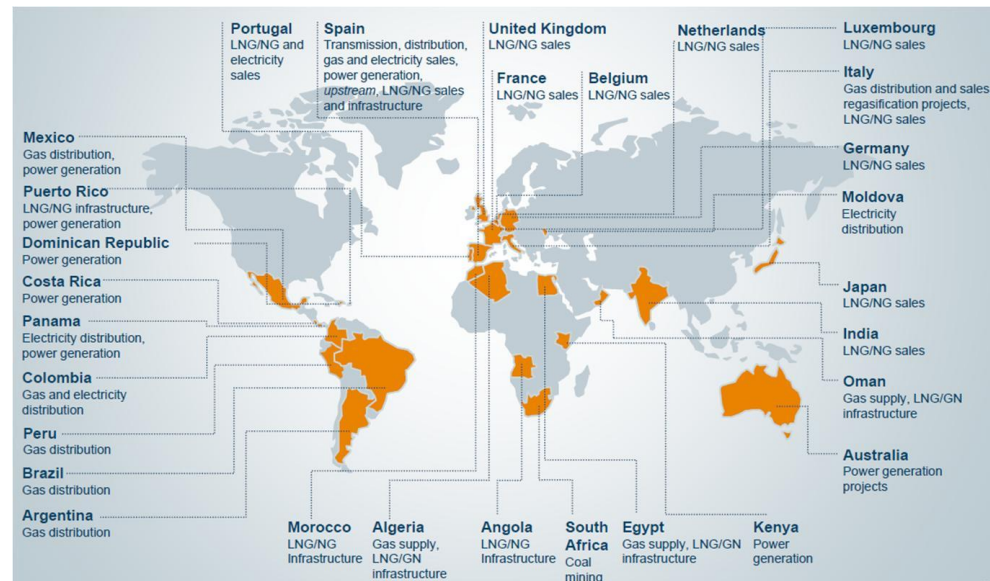 Portugal
LNG/NG and
electricity
sales
Spain
Transmission, distribution,
gas and electricity sales,
power generation,
upstream, LNG/NG sales
and infrastructure
United Kingdom
LNG/NG sales
France
LNG/NG sales
Belgium
LNG/NG sales
Netherlands
LNG/NG sales
Luxembourg
LNG/NG sales
Italy
Gas distribution and sales
regasification projects,
LNG/NG sales
Germany
LNG/NG sales
Moldova
Electricity
distribution
Japan
LNG/NG sales
India
LNG/NG sales
Oman
Gas supply, LNG/GN
infrastructure
Australia
Power generation
projects
Mexico
Gas distribution,
power generation
Puerto Rico
LNG/NG infrastructure,
power generation
Dominican Republic
Power generation
Costa Rica
Power generation
Panama
Electricity distribution,
power generation
Colombia
Gas and electricity
distribution
Peru
Gas distribution
Brazil
Gas distribution
Argentina
Gas distribution
Morocco
LNG/NG
Infrastructure
Algeria
Gas supply,
LNG/GN
infrastructure
Angola
LNG/NG
Infrastructure
South
Africa
Coal
mining
Egypt
Gas supply, LNG/GN
infrastructure
Kenya
Power
generation